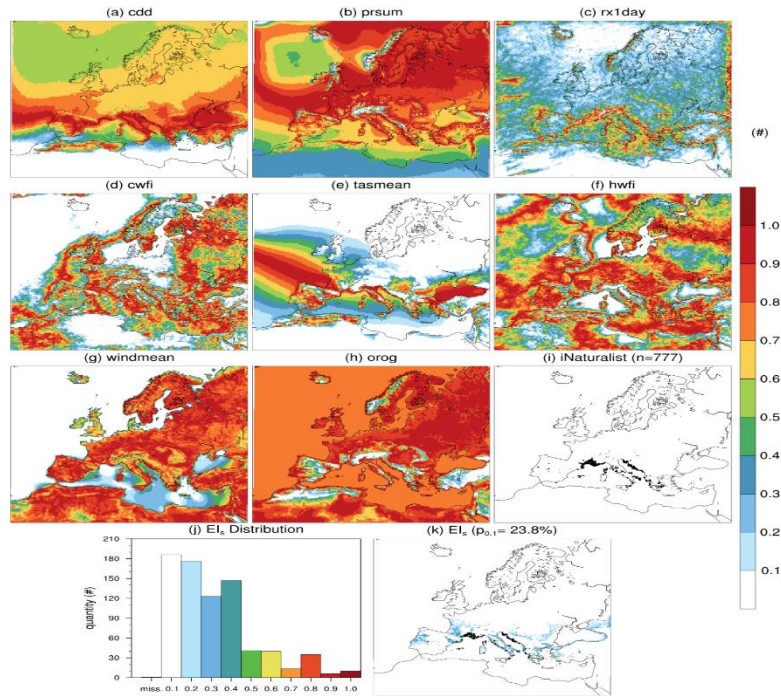 (a) cdd
(b) prsum
(c) rx1day
(#)
(d) cwfi
(e) tasmean
(f) hwfi
1.0
0.9
0.8
0.7
0.6
0.5
0.4
0.3
0.2
0.1
(g) windmean
(h) orog
(i) iNaturalist (n=777)
(j) EIs Distribution
(k) EIs (p0.1= 23.8%)
quantity (#)
210
180
150
120
90
60
30
0
miss. 0.1 0.2 0.3 0.4 0.5 0.6 0.7 0.8 0.9 1.0